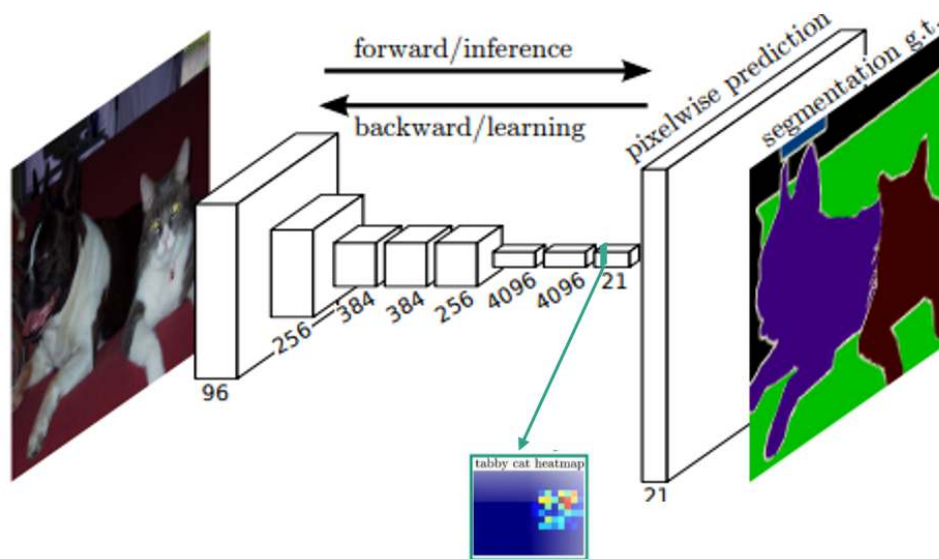 forward/inference
backward/learning
pixelwise prediction
segmentation g.t.
96
256
384
384
256
4096
4096
21
21
tabby cat heatmap